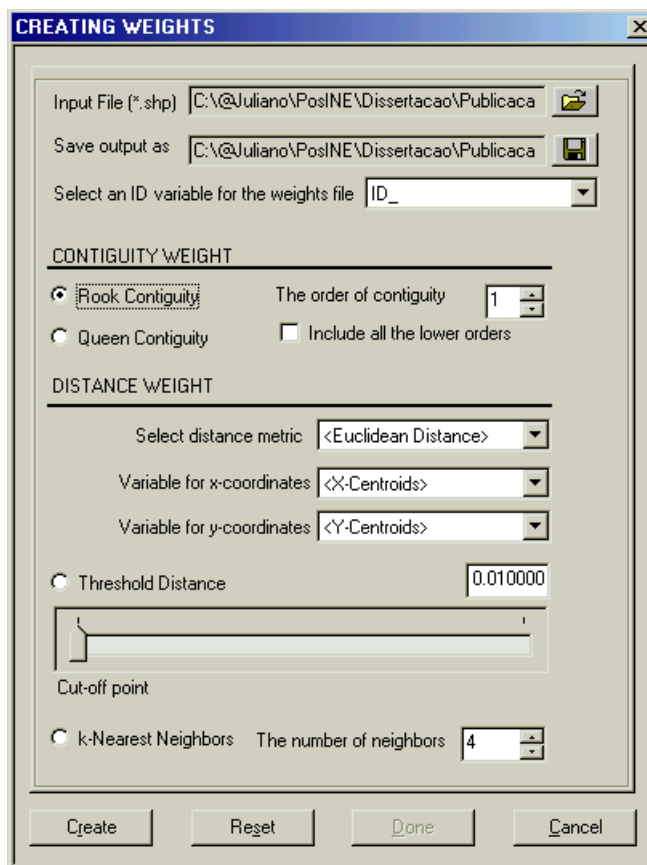 CREATING WEIGHTS
Input File (*.shp) C:\@Juliano\PosINE\Dissertacao\Publicaca
Save output as C:\@Juliano\PosINE\Dissertacao\Publicaca
Select an ID variable for the weights file ID_
CONTIGUITY WEIGHT
Rook Contiguity The order of contiguity 1
Queen Contiguity Include all the lower orders
DISTANCE WEIGHT
Select distance metric <Euclidean Distance>
Variable for x-coordinates <X-Centroids>
Variable for y-coordinates <Y-Centroids>
Threshold Distance 0.010000
Cut-off point
k-Nearest Neighbors The number of neighbors 4
Create Reset Done Cancel